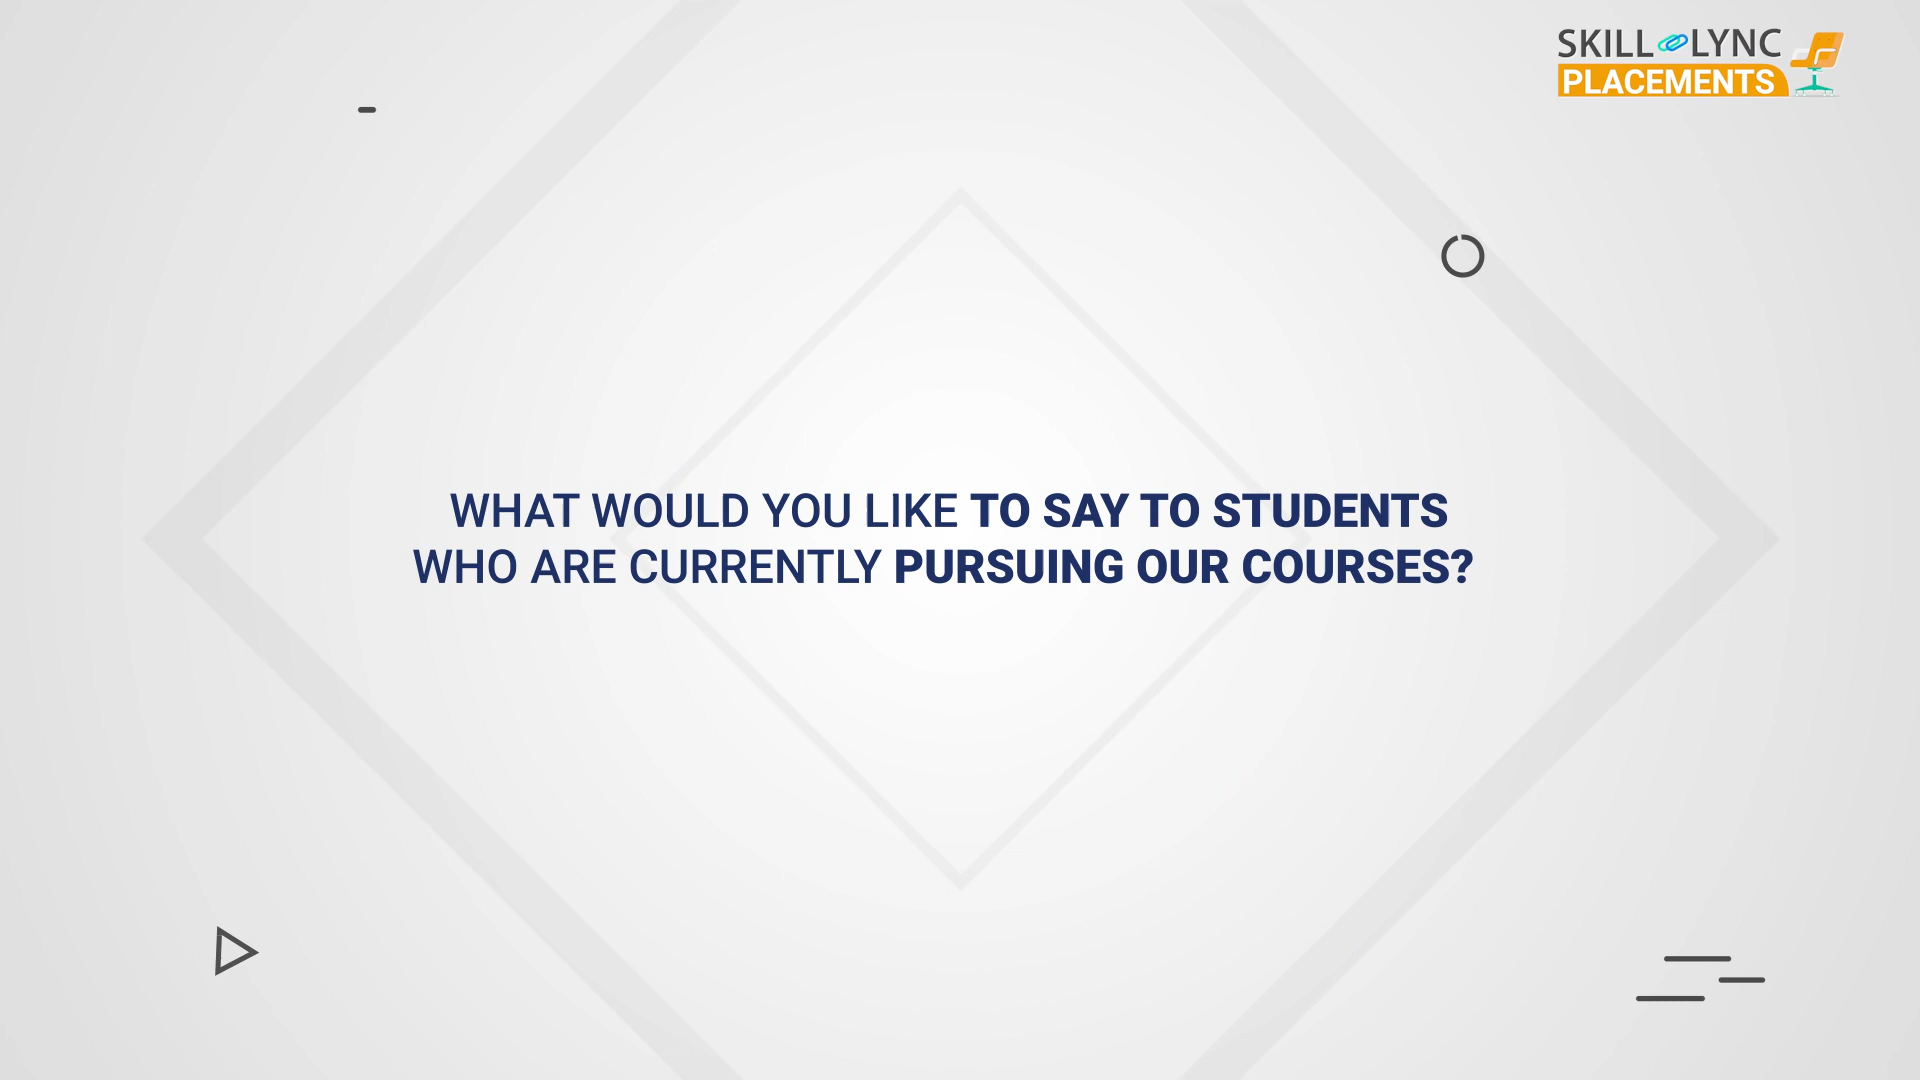 SKILL LYNC
PLACEMENTS
WHAT WOULD YOU LIKE TO SAY TO STUDENTS
WHO ARE CURRENTLY PURSUING OUR COURSES?